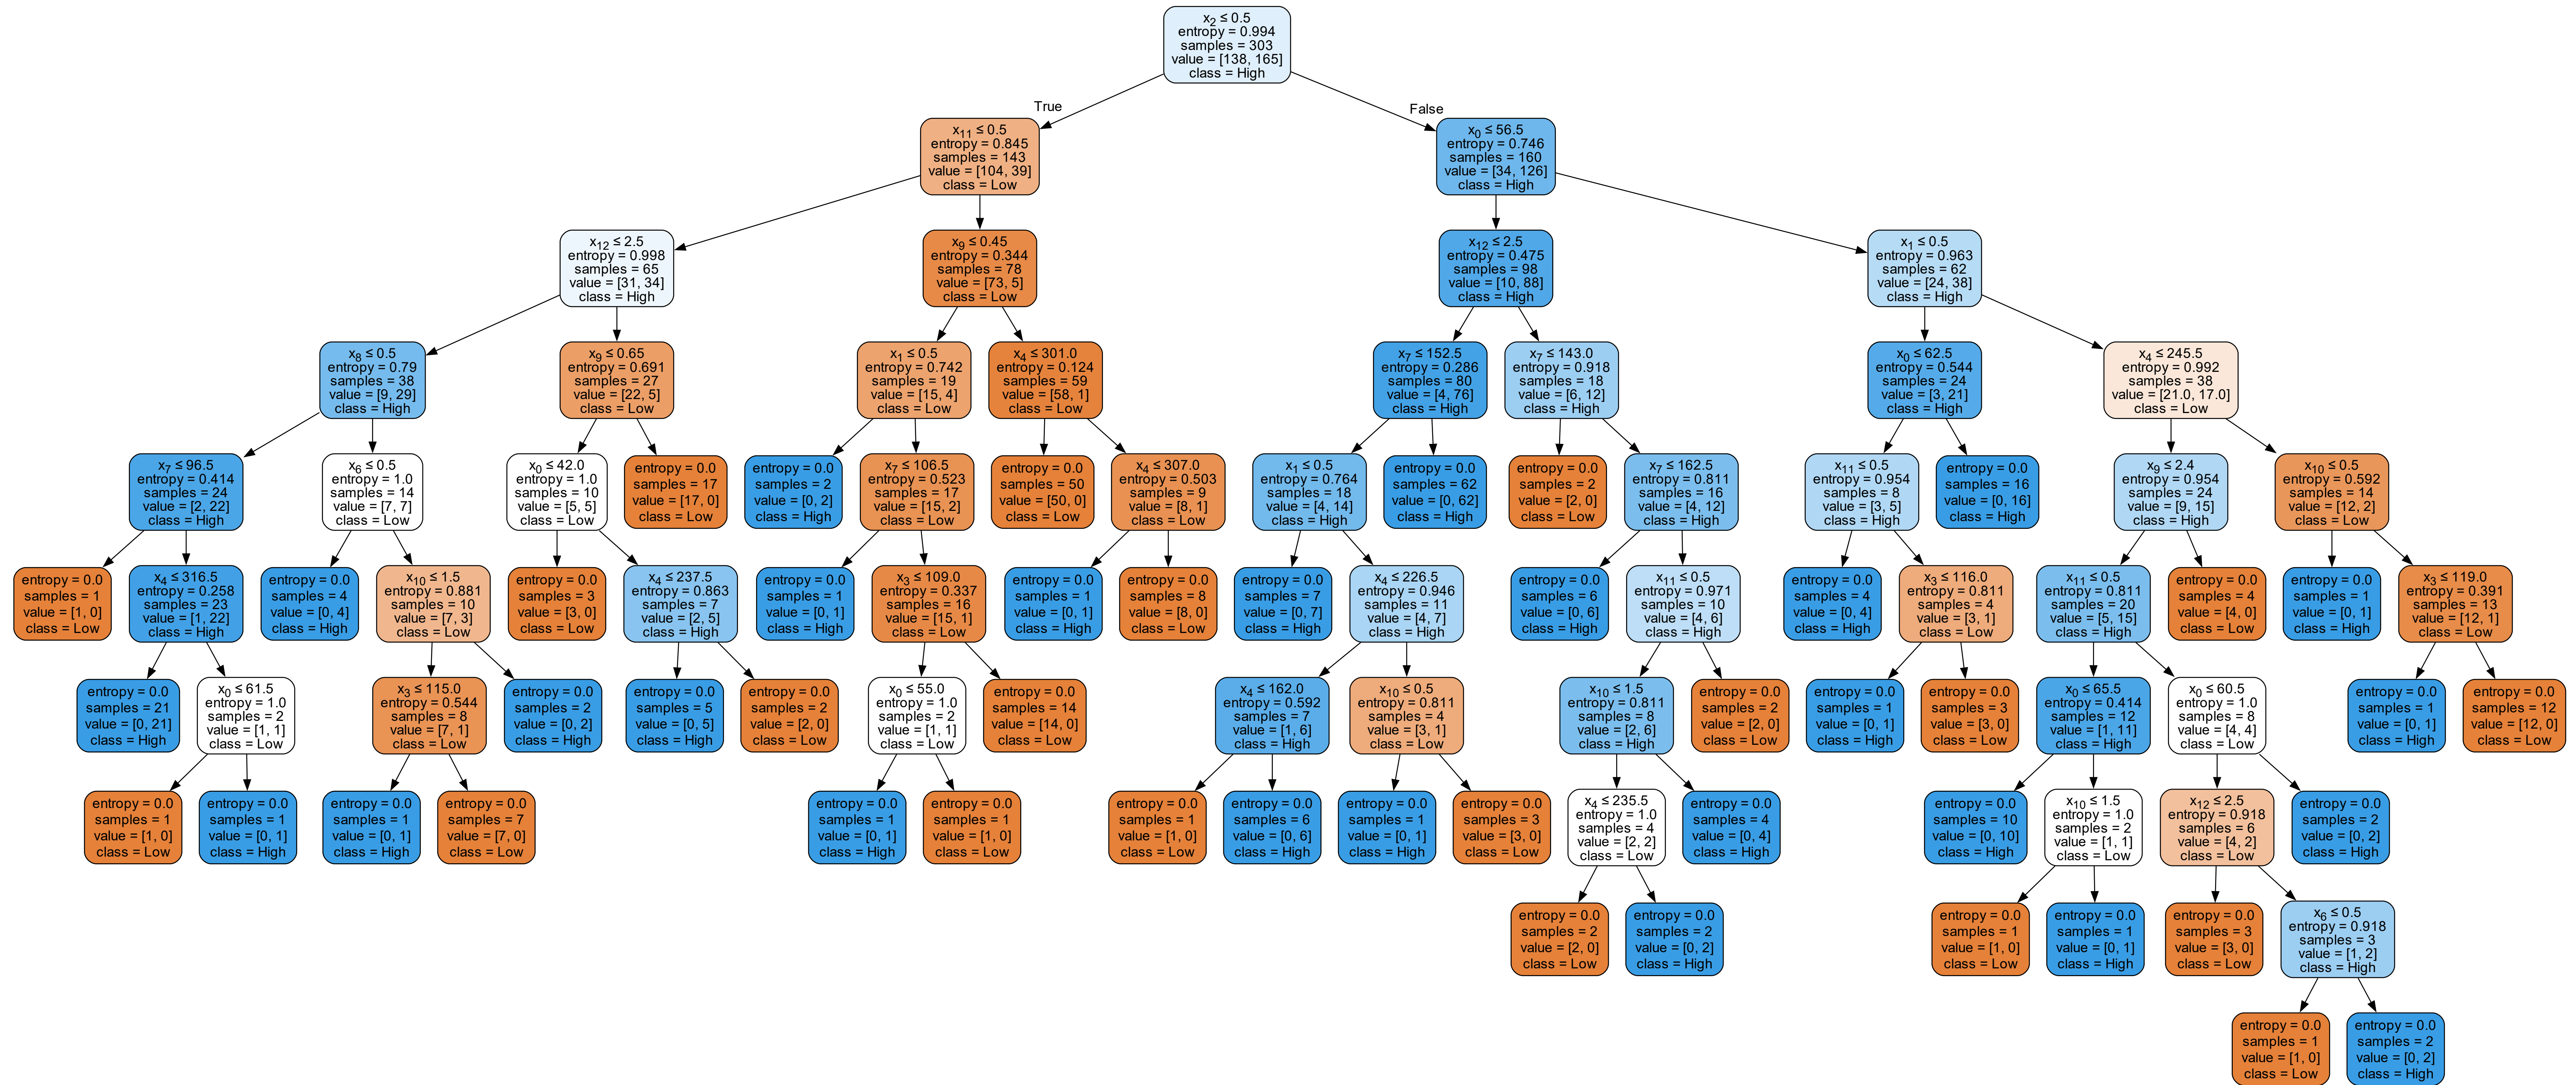 x₂ ≤ 0.5
entropy = 0.994
samples = 303
value = [138, 165]
class = High
True
False
x₁₁ ≤ 0.5
entropy = 0.845
samples = 143
value = [104, 39]
class = Low
x₀ ≤ 56.5
entropy = 0.746
samples = 160
value = [34, 126]
class = High
x₁₂ ≤ 2.5
entropy = 0.998
samples = 65
value = [31, 34]
class = High
x₉ ≤ 0.45
entropy = 0.344
samples = 78
value = [73, 5]
class = Low
x₁₂ ≤ 2.5
entropy = 0.475
samples = 98
value = [10, 88]
class = High
x₁ ≤ 0.5
entropy = 0.963
samples = 62
value = [24, 38]
class = High
x₈ ≤ 0.5
entropy = 0.79
samples = 38
value = [9, 29]
class = High
x₉ ≤ 0.65
entropy = 0.691
samples = 27
value = [22, 5]
class = Low
x₁ ≤ 0.5
entropy = 0.742
samples = 19
value = [15, 4]
class = Low
x₄ ≤ 301.0
entropy = 0.124
samples = 59
value = [58, 1]
class = Low
x₇ ≤ 152.5
entropy = 0.286
samples = 80
value = [4, 76]
class = High
x₇ ≤ 143.0
entropy = 0.918
samples = 18
value = [6, 12]
class = High
x₀ ≤ 62.5
entropy = 0.544
samples = 24
value = [3, 21]
class = High
x₄ ≤ 245.5
entropy = 0.992
samples = 38
value = [21.0, 17.0]
class = Low
x₇ ≤ 96.5
entropy = 0.414
samples = 24
value = [2, 22]
class = High
x₆ ≤ 0.5
entropy = 1.0
samples = 14
value = [7, 7]
class = Low
x₀ ≤ 42.0
entropy = 1.0
samples = 10
value = [5, 5]
class = Low
entropy = 0.0
samples = 17
value = [17, 0]
class = Low
entropy = 0.0
samples = 2
value = [0, 2]
class = High
x₇ ≤ 106.5
entropy = 0.523
samples = 17
value = [15, 2]
class = Low
entropy = 0.0
samples = 50
value = [50, 0]
class = Low
x₄ ≤ 307.0
entropy = 0.503
samples = 9
value = [8, 1]
class = Low
x₁ ≤ 0.5
entropy = 0.764
samples = 18
value = [4, 14]
class = High
entropy = 0.0
samples = 62
value = [0, 62]
class = High
entropy = 0.0
samples = 2
value = [2, 0]
class = Low
x₇ ≤ 162.5
entropy = 0.811
samples = 16
value = [4, 12]
class = High
x₁₁ ≤ 0.5
entropy = 0.954
samples = 8
value = [3, 5]
class = High
entropy = 0.0
samples = 16
value = [0, 16]
class = High
x₉ ≤ 2.4
entropy = 0.954
samples = 24
value = [9, 15]
class = High
x₁₀ ≤ 0.5
entropy = 0.592
samples = 14
value = [12, 2]
class = Low
entropy = 0.0
samples = 1
value = [1, 0]
class = Low
x₄ ≤ 316.5
entropy = 0.258
samples = 23
value = [1, 22]
class = High
entropy = 0.0
samples = 4
value = [0, 4]
class = High
x₁₀ ≤ 1.5
entropy = 0.881
samples = 10
value = [7, 3]
class = Low
entropy = 0.0
samples = 3
value = [3, 0]
class = Low
x₄ ≤ 237.5
entropy = 0.863
samples = 7
value = [2, 5]
class = High
entropy = 0.0
samples = 1
value = [0, 1]
class = High
x₃ ≤ 109.0
entropy = 0.337
samples = 16
value = [15, 1]
class = Low
entropy = 0.0
samples = 1
value = [0, 1]
class = High
entropy = 0.0
samples = 8
value = [8, 0]
class = Low
entropy = 0.0
samples = 7
value = [0, 7]
class = High
x₄ ≤ 226.5
entropy = 0.946
samples = 11
value = [4, 7]
class = High
entropy = 0.0
samples = 6
value = [0, 6]
class = High
x₁₁ ≤ 0.5
entropy = 0.971
samples = 10
value = [4, 6]
class = High
entropy = 0.0
samples = 4
value = [0, 4]
class = High
x₃ ≤ 116.0
entropy = 0.811
samples = 4
value = [3, 1]
class = Low
x₁₁ ≤ 0.5
entropy = 0.811
samples = 20
value = [5, 15]
class = High
entropy = 0.0
samples = 4
value = [4, 0]
class = Low
entropy = 0.0
samples = 1
value = [0, 1]
class = High
x₃ ≤ 119.0
entropy = 0.391
samples = 13
value = [12, 1]
class = Low
entropy = 0.0
samples = 21
value = [0, 21]
class = High
x₀ ≤ 61.5
entropy = 1.0
samples = 2
value = [1, 1]
class = Low
x₃ ≤ 115.0
entropy = 0.544
samples = 8
value = [7, 1]
class = Low
entropy = 0.0
samples = 2
value = [0, 2]
class = High
entropy = 0.0
samples = 5
value = [0, 5]
class = High
entropy = 0.0
samples = 2
value = [2, 0]
class = Low
x₀ ≤ 55.0
entropy = 1.0
samples = 2
value = [1, 1]
class = Low
entropy = 0.0
samples = 14
value = [14, 0]
class = Low
x₄ ≤ 162.0
entropy = 0.592
samples = 7
value = [1, 6]
class = High
x₁₀ ≤ 0.5
entropy = 0.811
samples = 4
value = [3, 1]
class = Low
x₁₀ ≤ 1.5
entropy = 0.811
samples = 8
value = [2, 6]
class = High
entropy = 0.0
samples = 2
value = [2, 0]
class = Low
entropy = 0.0
samples = 1
value = [0, 1]
class = High
entropy = 0.0
samples = 3
value = [3, 0]
class = Low
x₀ ≤ 65.5
entropy = 0.414
samples = 12
value = [1, 11]
class = High
x₀ ≤ 60.5
entropy = 1.0
samples = 8
value = [4, 4]
class = Low
entropy = 0.0
samples = 1
value = [0, 1]
class = High
entropy = 0.0
samples = 12
value = [12, 0]
class = Low
entropy = 0.0
samples = 1
value = [1, 0]
class = Low
entropy = 0.0
samples = 1
value = [0, 1]
class = High
entropy = 0.0
samples = 1
value = [0, 1]
class = High
entropy = 0.0
samples = 7
value = [7, 0]
class = Low
entropy = 0.0
samples = 1
value = [0, 1]
class = High
entropy = 0.0
samples = 1
value = [1, 0]
class = Low
entropy = 0.0
samples = 1
value = [1, 0]
class = Low
entropy = 0.0
samples = 6
value = [0, 6]
class = High
entropy = 0.0
samples = 1
value = [0, 1]
class = High
entropy = 0.0
samples = 3
value = [3, 0]
class = Low
x₄ ≤ 235.5
entropy = 1.0
samples = 4
value = [2, 2]
class = Low
entropy = 0.0
samples = 4
value = [0, 4]
class = High
entropy = 0.0
samples = 10
value = [0, 10]
class = High
x₁₀ ≤ 1.5
entropy = 1.0
samples = 2
value = [1, 1]
class = Low
x₁₂ ≤ 2.5
entropy = 0.918
samples = 6
value = [4, 2]
class = Low
entropy = 0.0
samples = 2
value = [0, 2]
class = High
entropy = 0.0
samples = 2
value = [2, 0]
class = Low
entropy = 0.0
samples = 2
value = [0, 2]
class = High
entropy = 0.0
samples = 1
value = [1, 0]
class = Low
entropy = 0.0
samples = 1
value = [0, 1]
class = High
entropy = 0.0
samples = 3
value = [3, 0]
class = Low
x₆ ≤ 0.5
entropy = 0.918
samples = 3
value = [1, 2]
class = High
entropy = 0.0
samples = 1
value = [1, 0]
class = Low
entropy = 0.0
samples = 2
value = [0, 2]
class = High